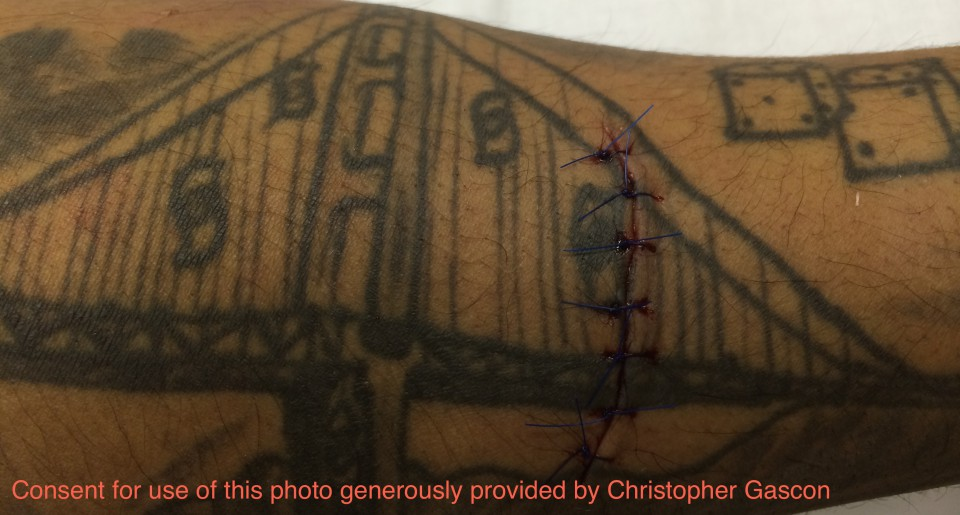 Consent for use of this photo generously provided by Christopher Gascon